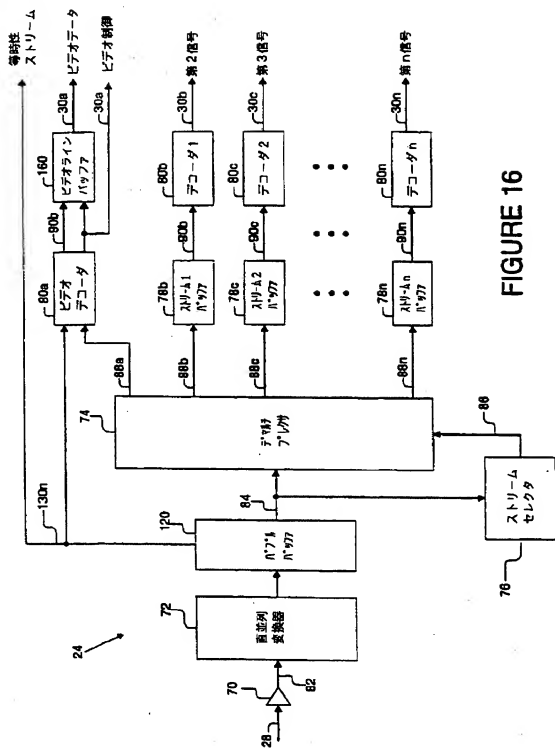 等時性
ストリーム
ビデオデータ
ビデオ制御
第2信号
第3信号
第n信号
30a
30a
30b
30c
30n
160
ビデオライン
バッファ
デコーダ1
80b
デコーダ2
80c
デコーダn
80n
90b
90b
90c
90n
80a
ビデオ
デコーダ
78b
ストリーム1
バッファ
78c
ストリーム2
バッファ
78n
ストリームn
バッファ
88a
88b
88c
88n
74
デマルチ
プレクサ
86
130n
84
120
バブル
バッファ
ストリーム
セレクタ
76
72
直並列
変換器
24
70
82
28
FIGURE 16